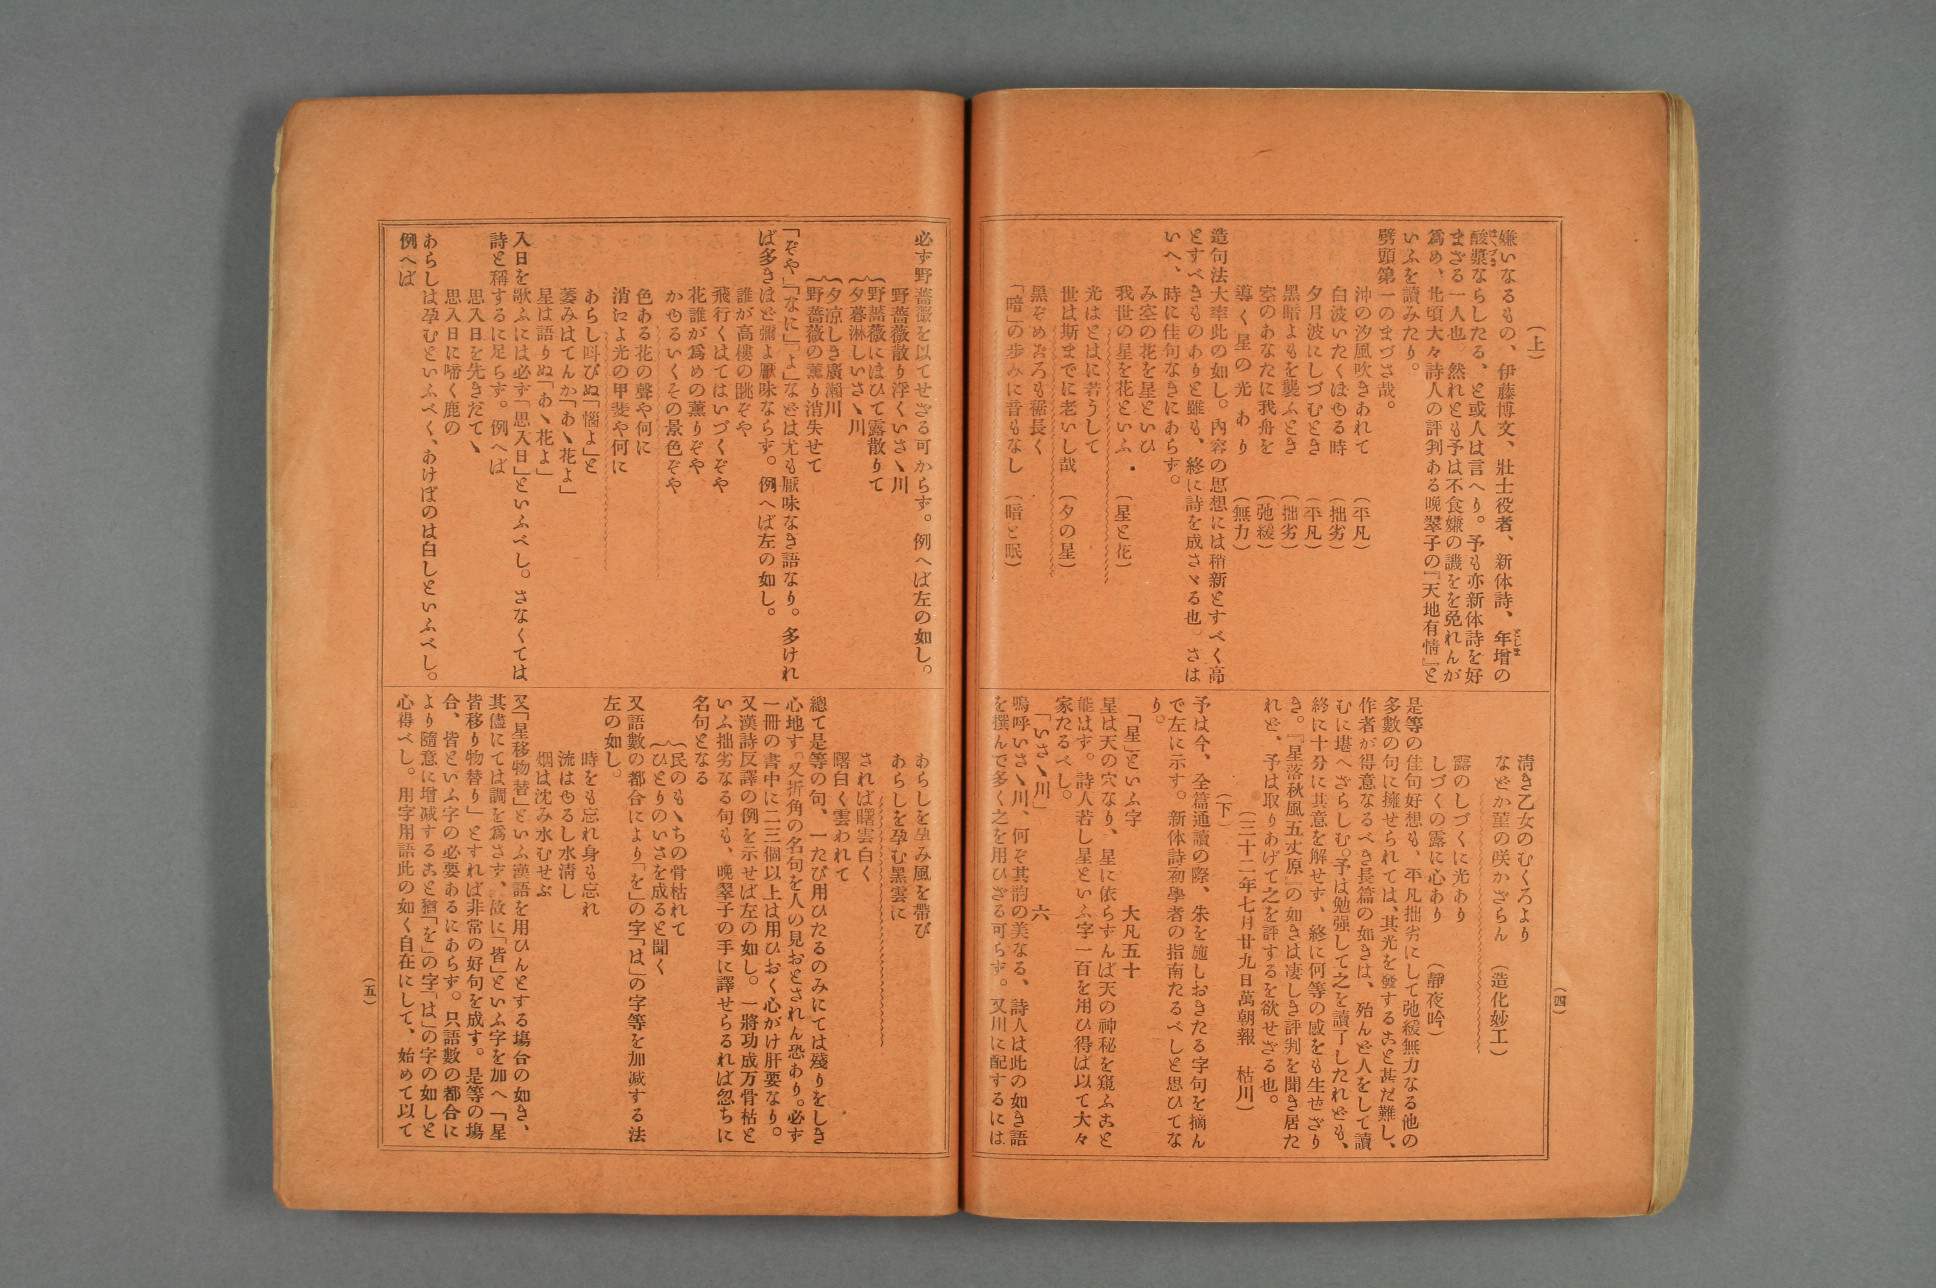 (上)
嫌いなるもの、伊藤博文、壯士役者、新体詩、年增の
酸漿ならしたる、と或人は言へり。予も亦新体詩を好
まざる一人也。然れとも予は不食嫌の譏をを免れんが
爲め、此頃大々詩人の評判ある晩翠子の『天地有情』と
いふを讀みたり。
劈頭第一のまづさ哉。
沖の汐風吹きあれて (平凡)
白波いたくほゆる時 (拙劣)
夕月波にしづむとき (平凡)
黑暗よもを襲ふとき (拙劣)
空のあなたに我舟を (弛緩)
導く星の光あり (無力)
造句法大率此の如し。內容の思想には稍新とすべく高
とすべきものありと雖も、終に詩を成さゞる也。さは
いへ、時に佳句なきにあらず。
み空の花を星といひ
我世の星を花といふ (星と花)
光はとはに若うして
世は斯までに老いし哉 (夕の星)
黑ぞめおろも裾長く
「暗」の步みに音もなし (暗と眠)
清き乙女のむくろより
などか菫の咲かざらん (造化妙工)
露のしづくに光あり
しづくの露に心あり (靜夜吟)
是等の佳句好想も、平凡拙劣にして弛緩無力なる他の
多數の句に擁せられては、其光を發するまと甚だ難し、
作者が得意なるべき長篇の如きは、殆んど人をして讀
むに堪へざらしむ。予は勉强して之を讀了したれども、
終に十分に其意を解せず、終に何等の感をも生ぜざり
き。『星落秋風五丈原』の如きは凄しき評判を聞き居た
れど、予は取りあげて之を評するを欲せざる也。
(三十二年七月廿九日萬朝報 枯川)
(下)
予は今、全篇通讀の際、朱を施しおきたる字句を摘ん
で左に示す。新体詩初學者の指南たるべしと思ひてな
り。
「星」といふ字 大凡五十
星は天の穴なり、星に依らずんば天の神秘を窺ふまと
能はず。詩人若し星といふ字一百を用ひ得ば以て大々
家たるべし。
「いさゝ川」 六
嗚呼いさゝ川、何ぞ其韵の美なる、詩人は此の如き語
を撰んで多く之を用ひざる可らず。又川に配するには
(四)
必ず野薔薇を以てせざる可からず。例へば左の如し。
野薔薇散り浮くいさゝ川
野薔薇にほひて露散りて
夕暮淋しいさゝ川
夕涼しき廣瀨川
野薔薇の薰り消失せて
「ぞや」「なに」「よ」などは尤も厭味なき語なり。多けれ
ば多きほど彌よ厭味ならず。例へば左の如し。
誰が高樓の眺ぞや
飛行くはてはいづくぞや
花誰が爲めの薰りぞや
かゆるいくその景色ぞや
色ある花の聲や何に
消によ光の甲斐や何に
あらし叫びぬ「惱よ」と
萎みはてんか「あゝ花よ」
星は語りぬ「あゝ花よ」
入日を歌ふには必ず「思入日」といふべし。さなくては
詩と稱するに足らず。例へば
思入日を先きだてゝ
思入日に啼く鹿の
あらしは孕むといふべく、あけぼのは白しといふべし。
例へば
あらしを孕み風を帶び
あらしを孕む黑雲に
されば曙雲白く
曙白く雲われて
總て是等の句、一たび用ひたるのみにては殘りをしき
心地す。又折角の名句を人の見おとされん恐あり。必ず
一冊の書中に二三個以上は用ひおく心がけ肝要なり。
又漢詩反譯の例を示せば左の如し。一將功成万骨枯と
いふ拙劣なる句も、晩翠子の手に譯せらるれば忽ちに
名句となる
民のもゝちの骨枯れて
ひとりのいさを成ると聞く
又語數の都合により「を」の字「は」の字等を加減する法
左の如し。
時をも忘れ身も忘れ
流はゆるし水淸し
烟は沈み水むせぶ
又「星移物替」といふ漢語を用ひんとする塲合の如き、
其儘にては調を爲さず、故に「皆」といふ字を加へ「星
皆移り物替り」とすれば非常の好句を成す。是等の塲
合、皆といふ字の必要あるにあらず。只語數の都合に
より隨意に增減するまと猶「を」の字「は」の字の如しと
心得べし。用字用語此の如く自在にして、始めて以て
(五)